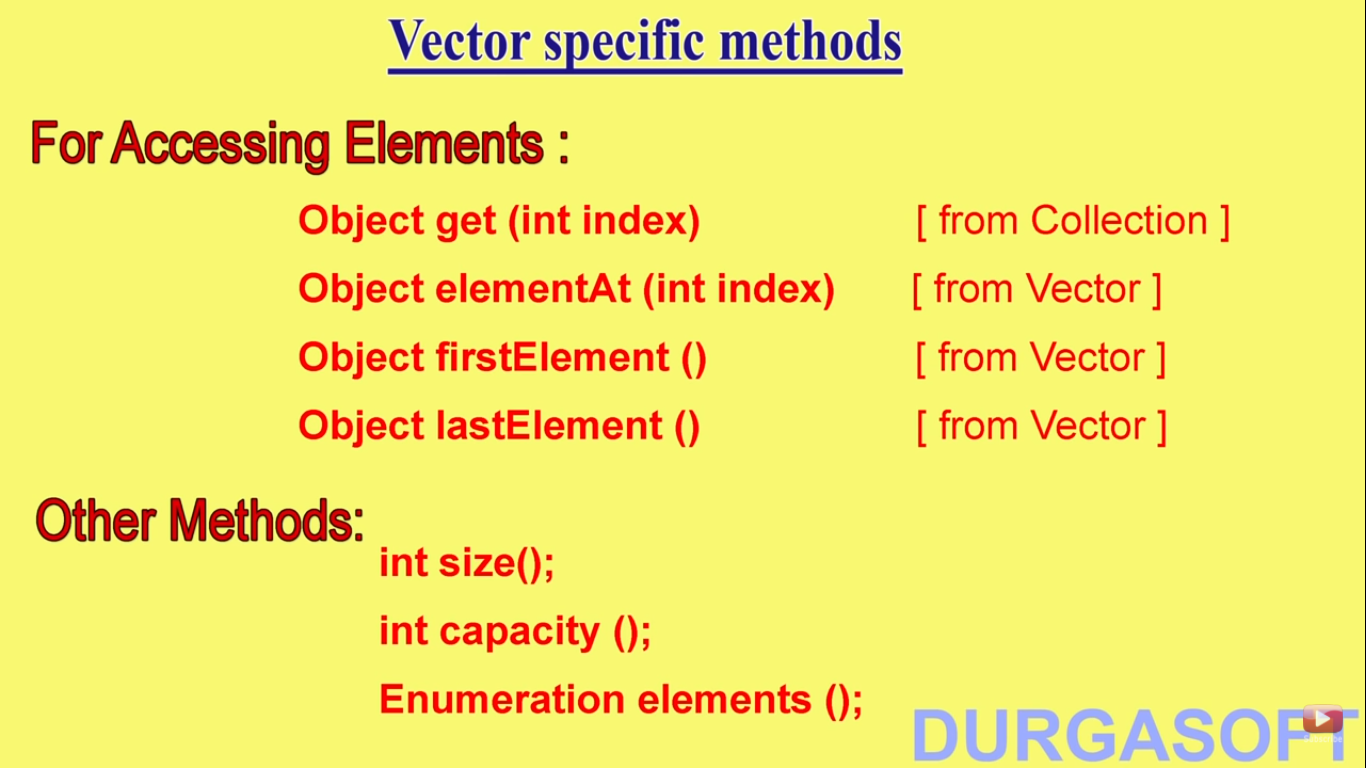 Vector specific methods
For Accessing Elements :
Object get (int index) [ from Collection ]
Object elementAt (int index) [ from Vector ]
Object firstElement () [ from Vector ]
Object lastElement () [ from Vector ]
Other Methods:
int size();
int capacity ();
Enumeration elements ();
DURGASOFT
Subscribe